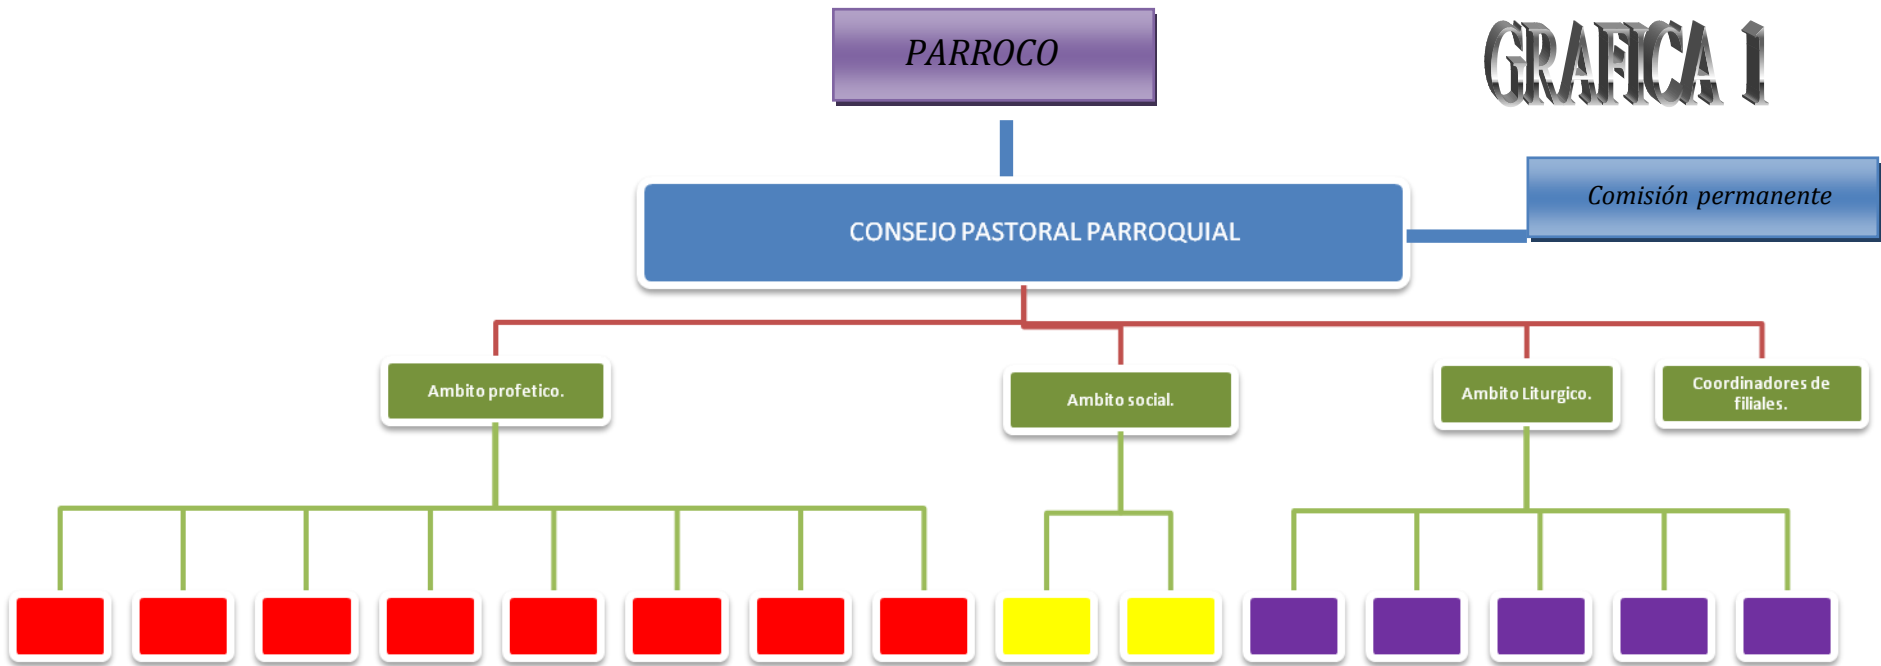 PARROCO
GRAFICA 1
Comisión permanente
CONSEJO PASTORAL PARROQUIAL
Ambito profetico.
Ambito social.
Ambito Liturgico.
Coordinadores de
filiales.